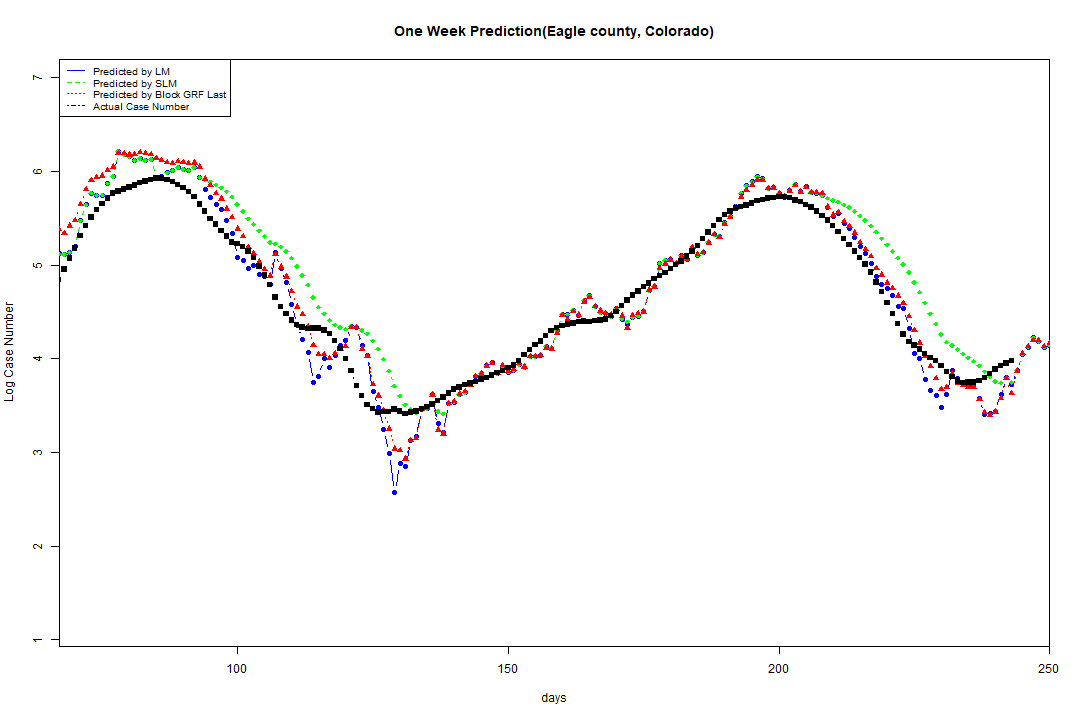 One Week Prediction(Eagle county, Colorado)
Predicted by LM
Predicted by SLM
Predicted by Block GRF Last
Actual Case Number
7
6
5
4
3
2
1
Log Case Number
100 150 200 250
days